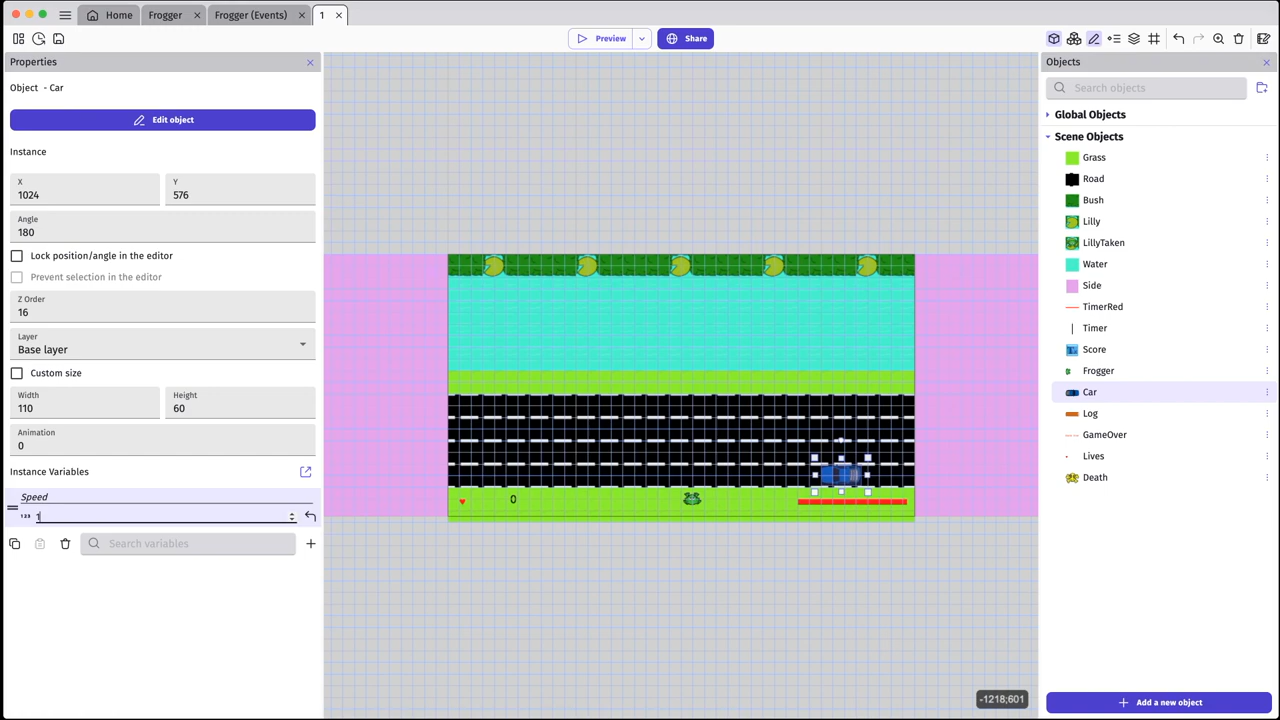 Home
Frogger
Frogger (Events)
1
Preview
Share
Properties
Object - Car
Edit object
Instance
X
1024
Y
576
Angle
180
Lock position/angle in the editor
Prevent selection in the editor
Z Order
16
Layer
Base layer
Custom size
Width
110
Height
60
Animation
0
Instance Variables
Speed
123 1
Search variables
0
-1218;601
Objects
Search objects
Global Objects
Scene Objects
Grass
Road
Bush
Lilly
LillyTaken
Water
Side
TimerRed
Timer
Score
Frogger
Car
Log
GameOver
Lives
Death
Add a new object